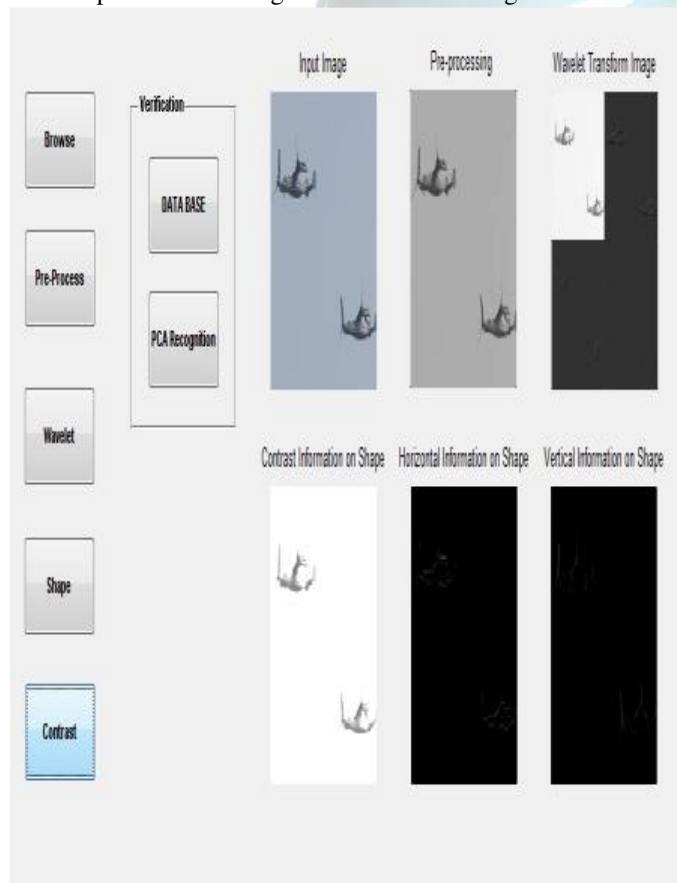 Input Image
Pre-processing
Wavelet Transform Image
Browse
Verification
DATA BASE
Pre-Process
PCA Recognition
Wavelet
Contrast Information on Shape
Horizontal Information on Shape
Vertical Information on Shape
Shape
Contrast